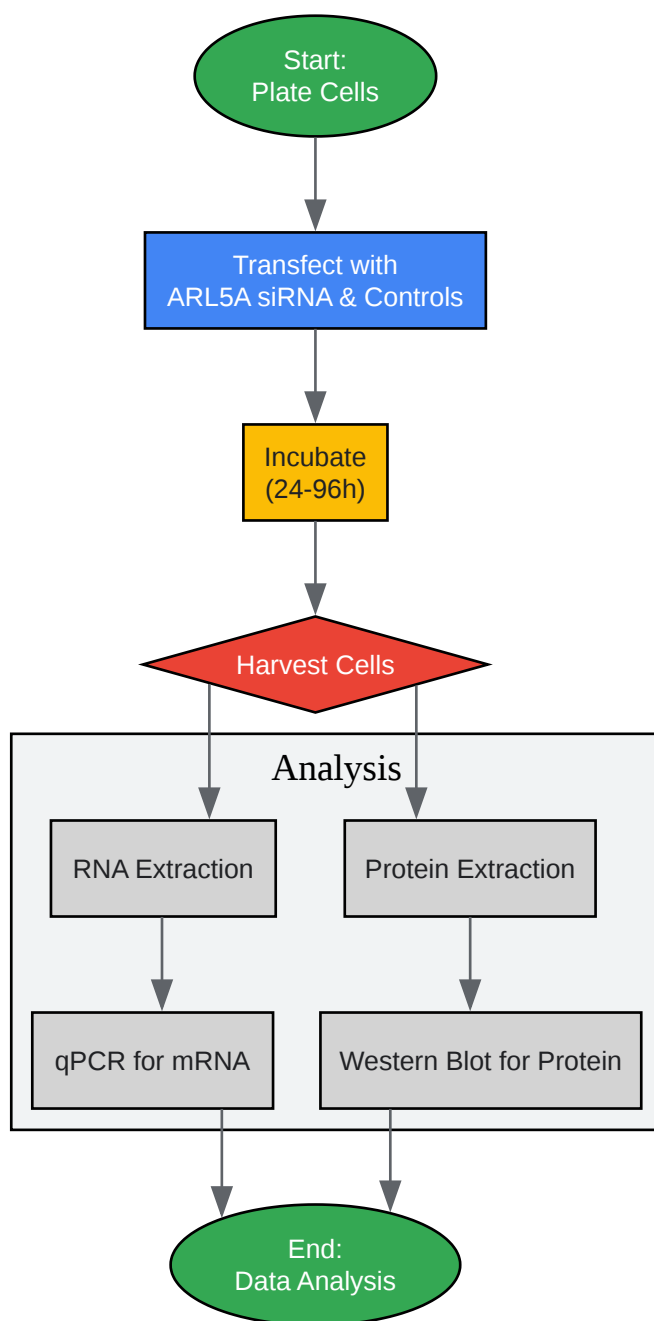 Start:
Plate Cells
Transfect with
ARL5A siRNA & Controls
Incubate
(24-96h)
Harvest Cells
Analysis
RNA Extraction
Protein Extraction
qPCR for mRNA
Western Blot for Protein
End:
Data Analysis